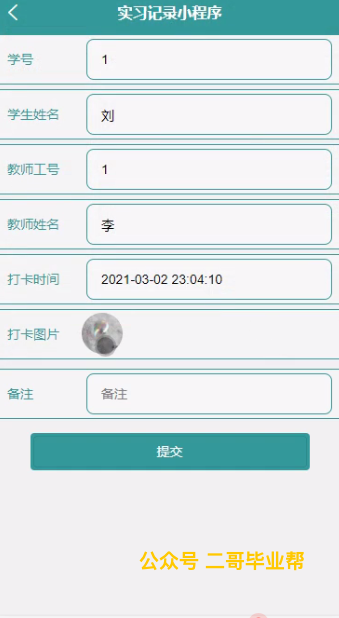 实习记录小程序
学号 1
学生姓名 刘
教师工号 1
教师姓名 李
打卡时间 2021-03-02 23:04:10
打卡图片
备注 备注
提交
公众号 二哥毕业帮